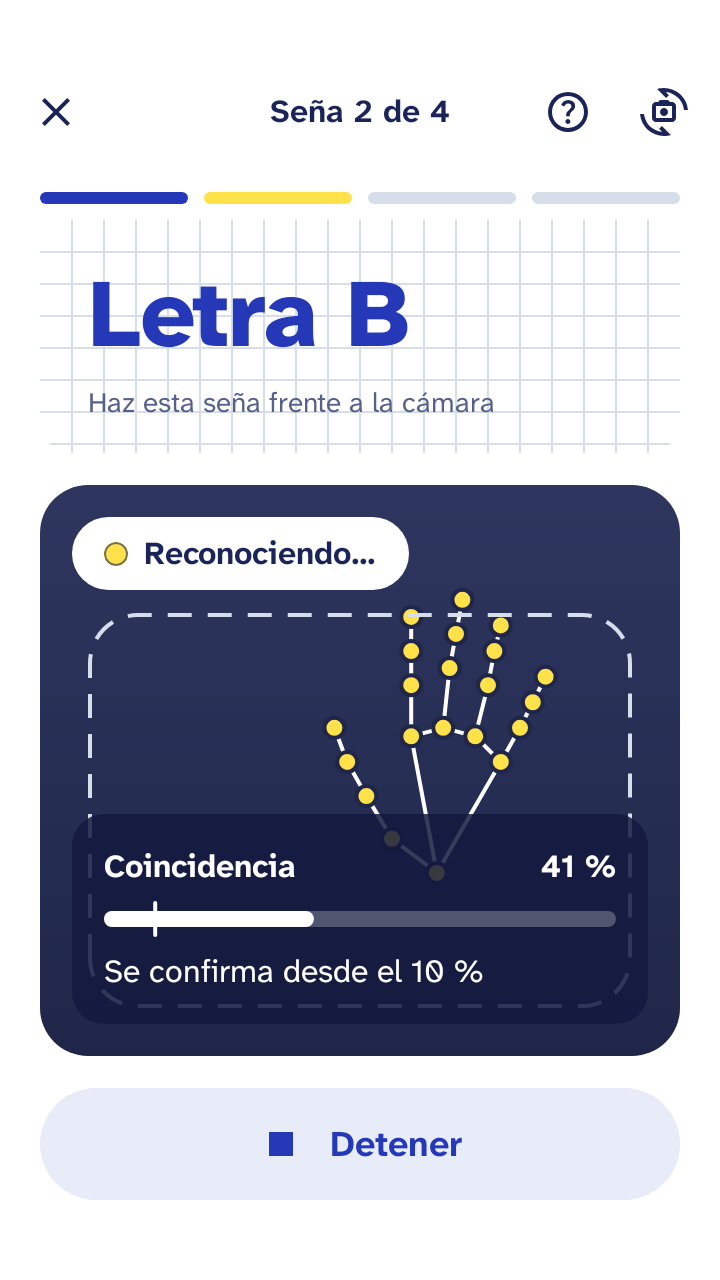 Seña 2 de 4
Letra B
Haz esta seña frente a la cámara
Reconociendo...
Coincidencia 41 %
Se confirma desde el 10 %
Detener